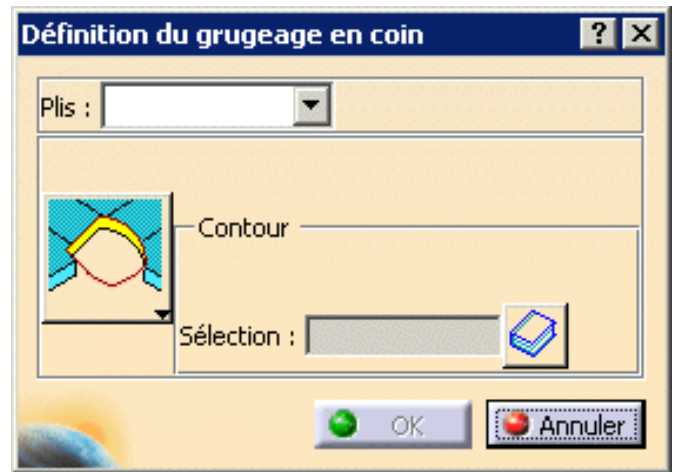 Définition du grugeage en coin
Plis :
Contour
Sélection :
OK Annuler